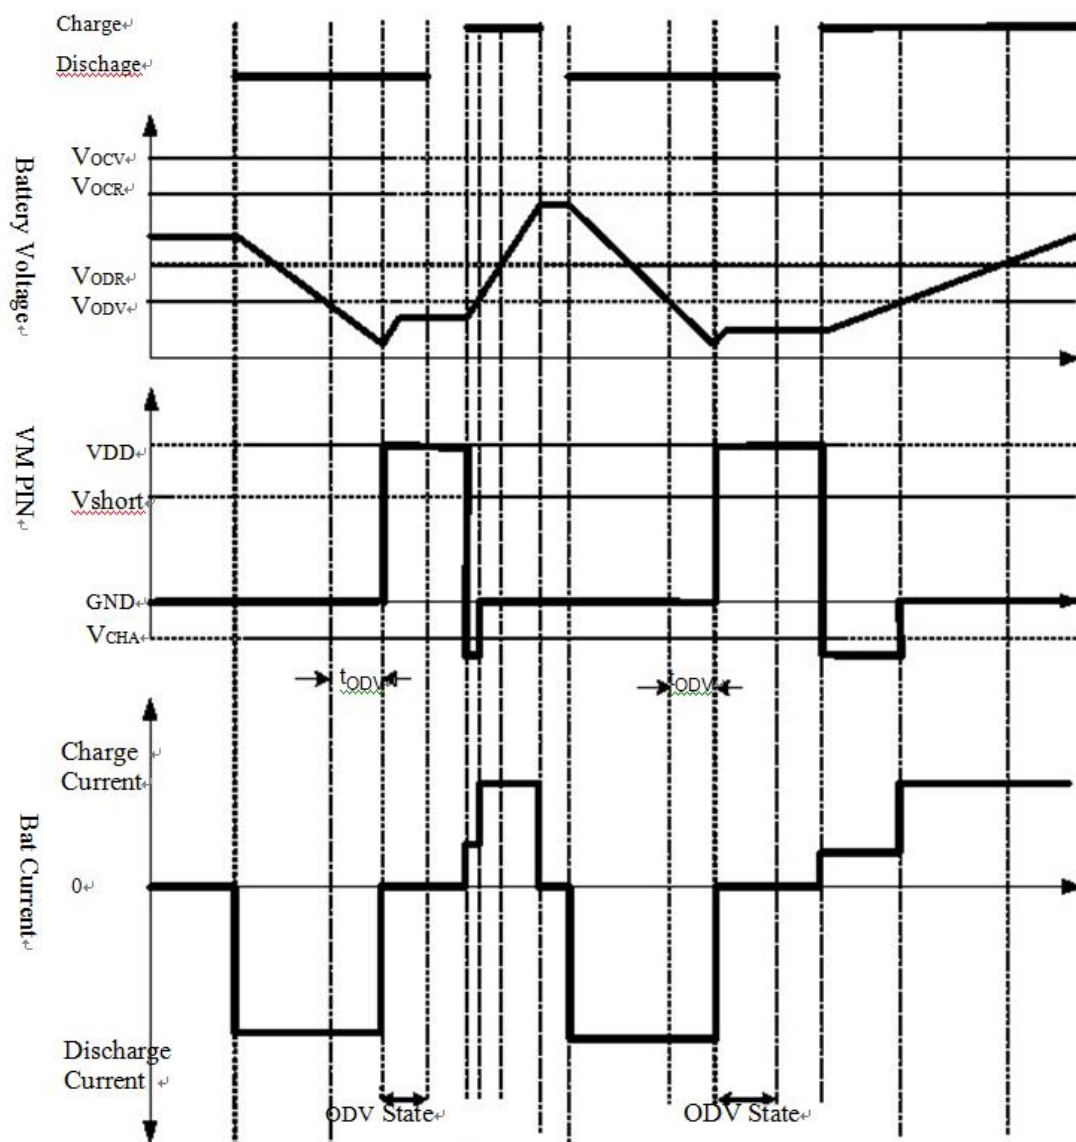 Charge
Dischage
Battery Voltage
VOCV
VOCR
VODR
VODV
VM PIN
VDD
Vshort
GND
VCHA
tODV
tODV
Bat Current
Charge
Current
0
Discharge
Current
ODV State
ODV State